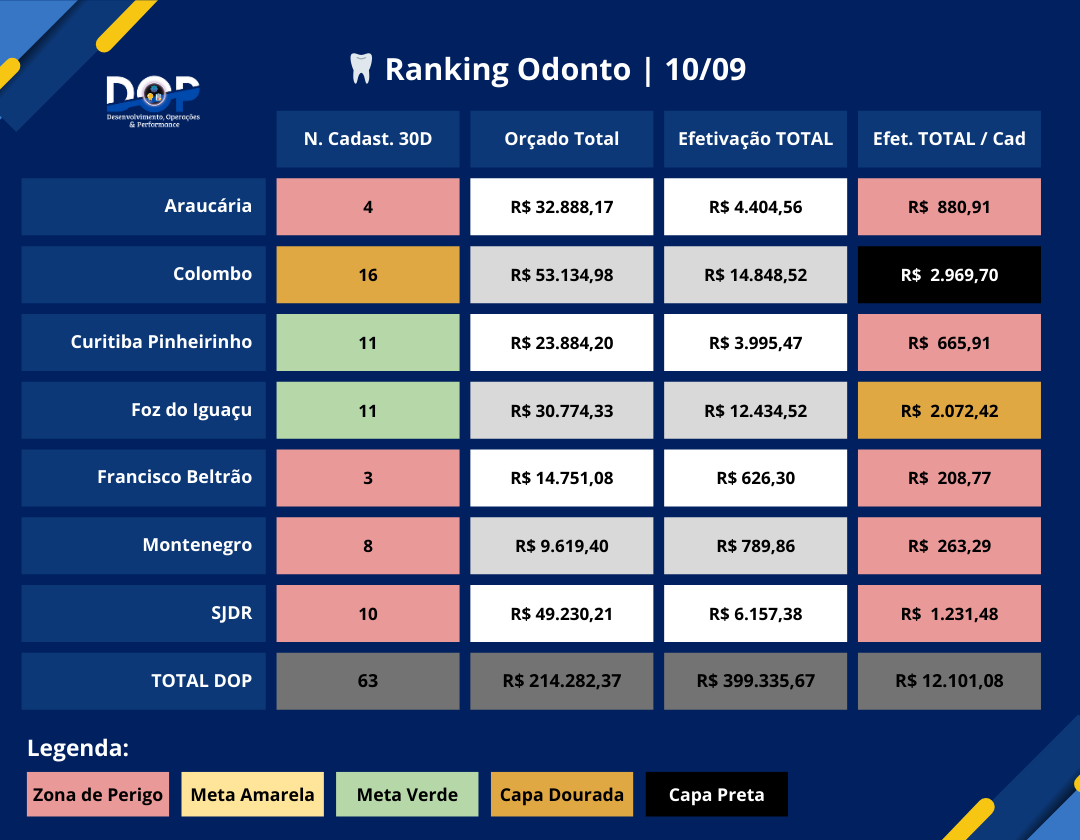 🦷 Ranking Odonto | 10/09
DOP
Desenvolvimento, Operações
& Performance
N. Cadast. 30D Orçado Total Efetivação TOTAL Efet. TOTAL / Cad
Araucária 4 R$ 32.888,17 R$ 4.404,56 R$ 880,91
Colombo 16 R$ 53.134,98 R$ 14.848,52 R$ 2.969,70
Curitiba Pinheirinho 11 R$ 23.884,20 R$ 3.995,47 R$ 665,91
Foz do Iguaçu 11 R$ 30.774,33 R$ 12.434,52 R$ 2.072,42
Francisco Beltrão 3 R$ 14.751,08 R$ 626,30 R$ 208,77
Montenegro 8 R$ 9.619,40 R$ 789,86 R$ 263,29
SJDR 10 R$ 49.230,21 R$ 6.157,38 R$ 1.231,48
TOTAL DOP 63 R$ 214.282,37 R$ 399.335,67 R$ 12.101,08
Legenda:
Zona de Perigo Meta Amarela Meta Verde Capa Dourada Capa Preta